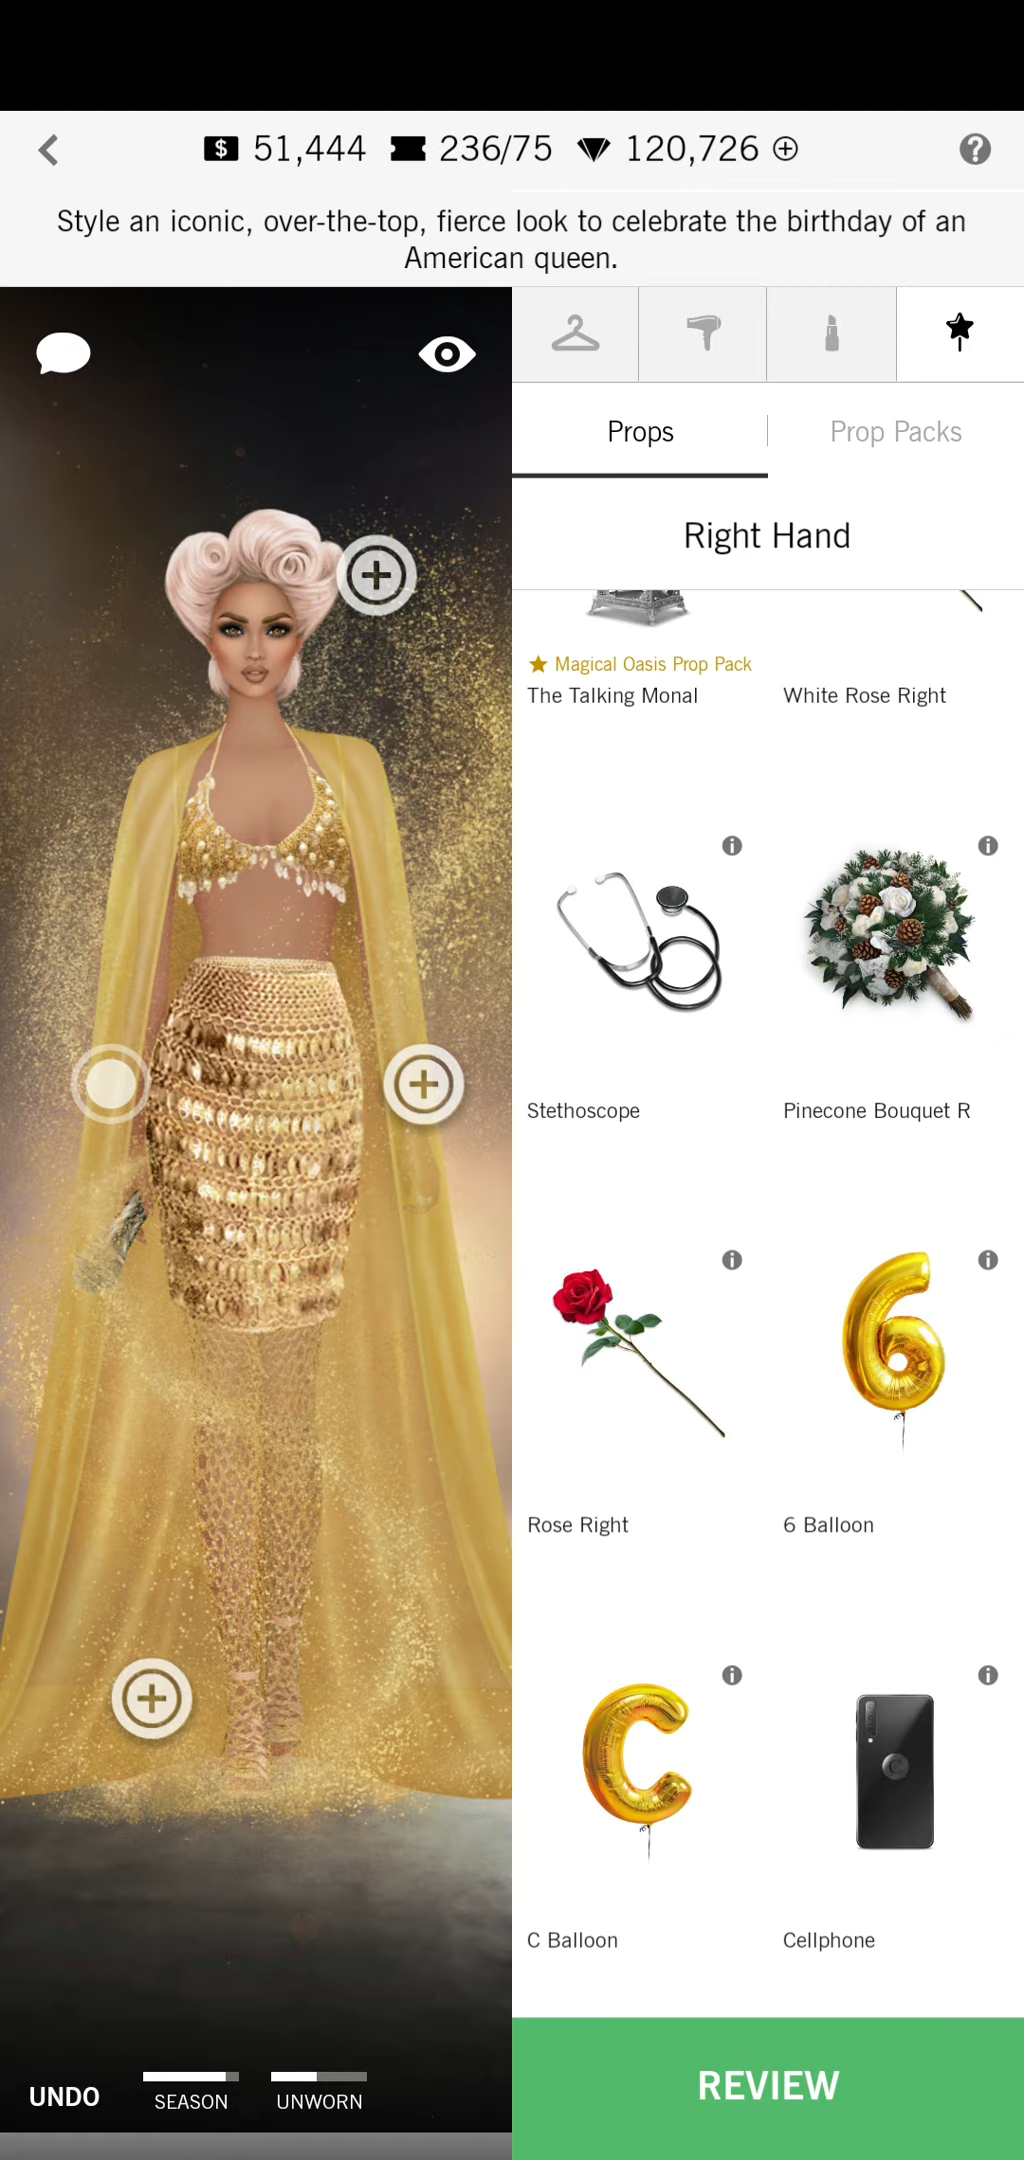 $ 51,444 236/75 120,726
Style an iconic, over-the-top, fierce look to celebrate the birthday of an
American queen.
Props
Prop Packs
Right Hand
Magical Oasis Prop Pack
The Talking Monal
White Rose Right
Stethoscope
Pinecone Bouquet R
Rose Right
6 Balloon
C Balloon
Cellphone
UNDO
SEASON
UNWORN
REVIEW